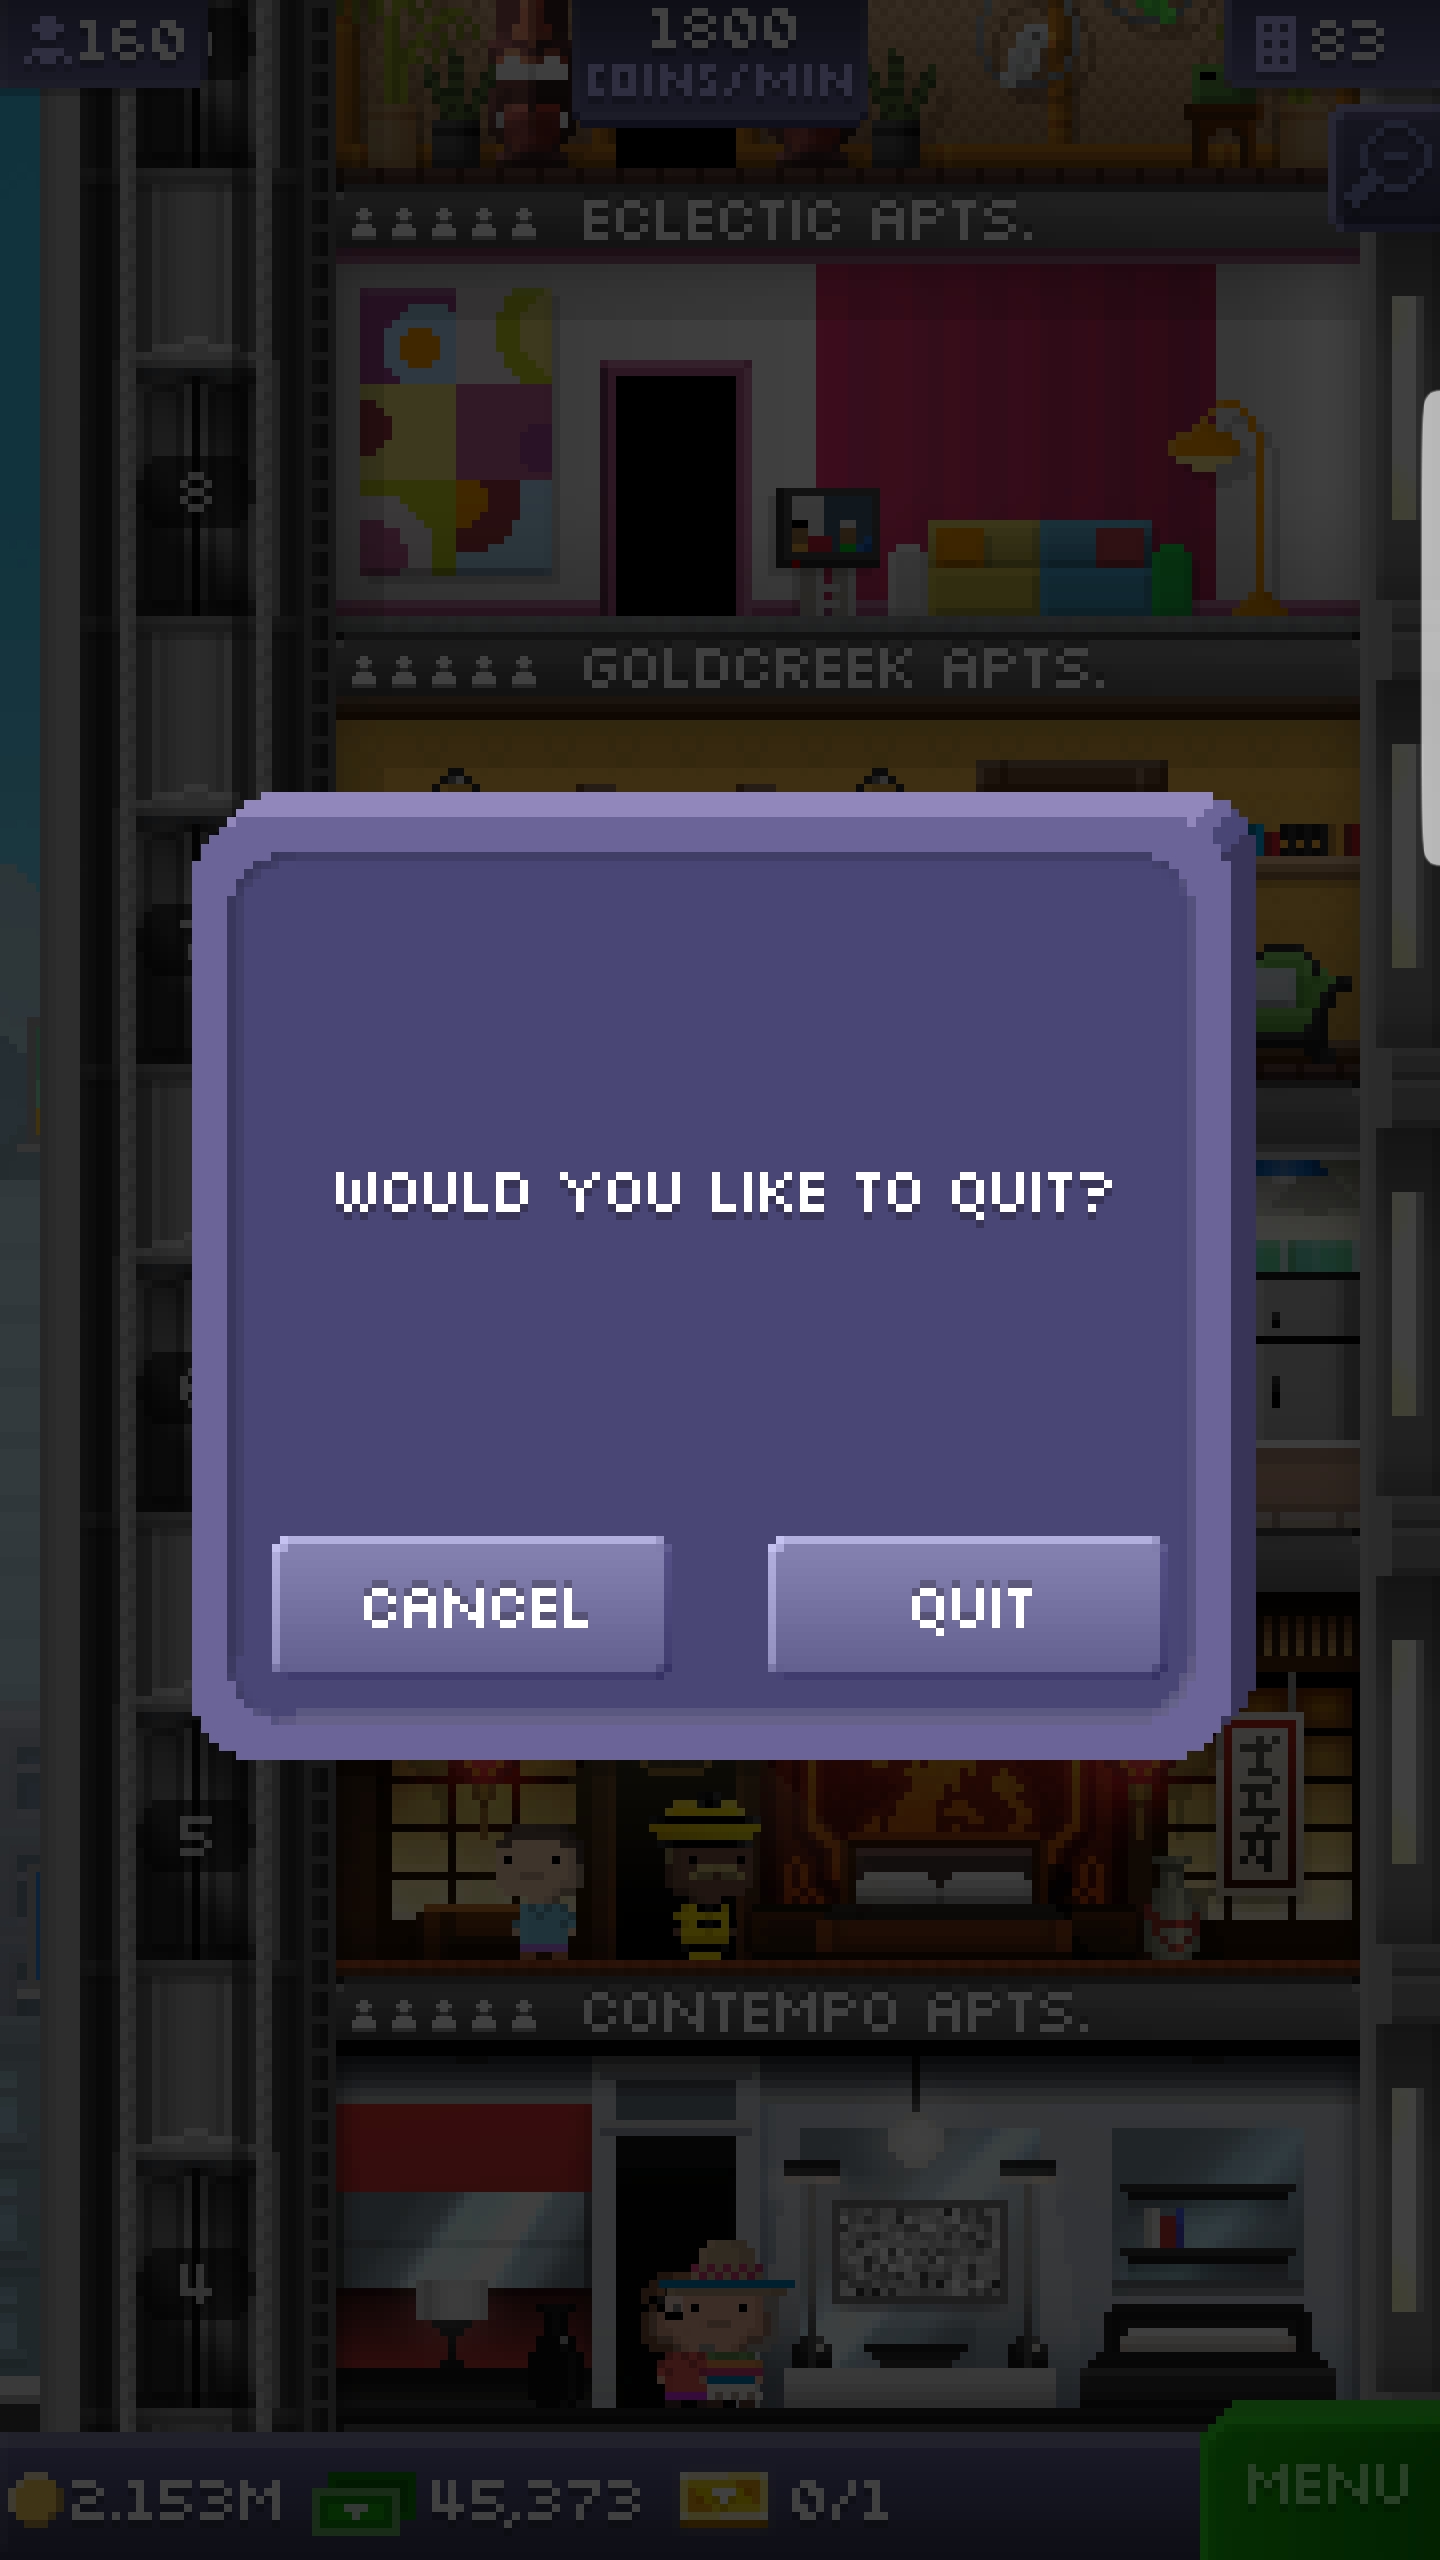 160
1800
83
COINS/MIN
ECLECTIC APTS.
8
GOLDCREEK APTS.
WOULD YOU LIKE TO QUIT?
CANCEL
QUIT
5
CONTEMPO APTS.
4
2.153M
45,373
0/1
MENU